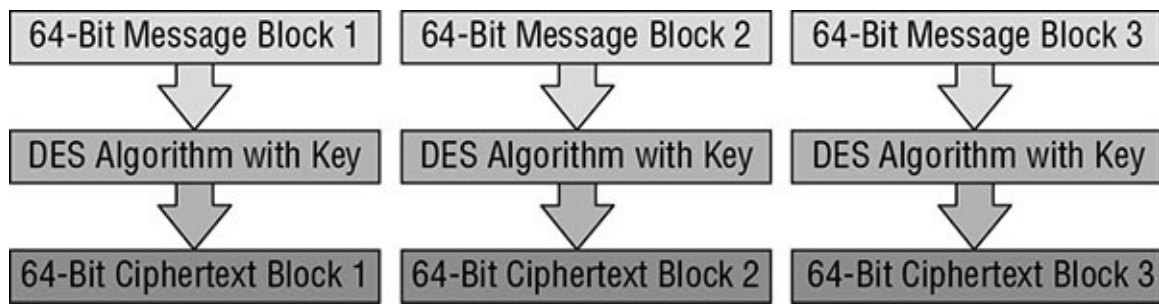 64-Bit Message Block 1
64-Bit Message Block 2
64-Bit Message Block 3
DES Algorithm with Key
DES Algorithm with Key
DES Algorithm with Key
64-Bit Ciphertext Block 1
64-Bit Ciphertext Block 2
64-Bit Ciphertext Block 3